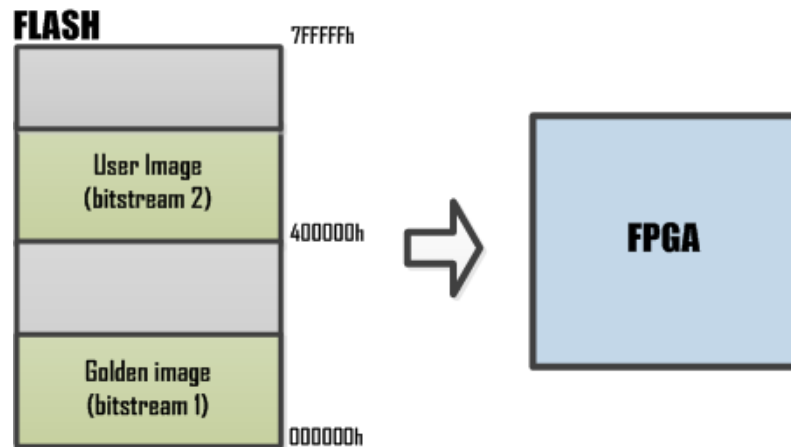 FLASH
7FFFFFh
User Image
(bitstream 2)
400000h
FPGA
Golden image
(bitstream 1)
000000h